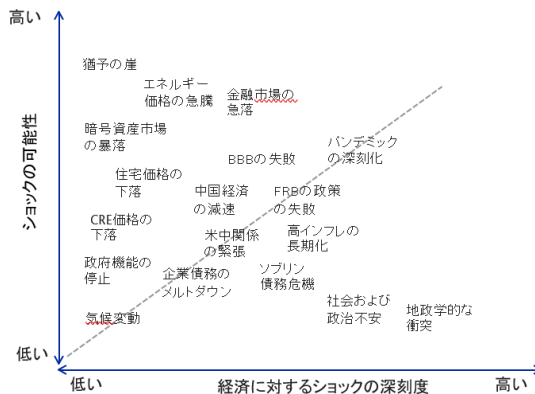 高い
猶予の崖
エネルギー
価格の急騰
金融市場の
急落
暗号資産市場
の暴落
パンデミック
の深刻化
BBBの失敗
住宅価格の
下落
中国経済
の減速
FRBの政策
の失敗
CRE価格の
下落
米中関係
の緊張
高インフレの
長期化
政府機能の
停止
企業債務の
メルトダウン
ソブリン
債務危機
社会および
政治不安
地政学的な
衝突
気候変動
ショックの可能性
低い
低い
経済に対するショックの深刻度
高い